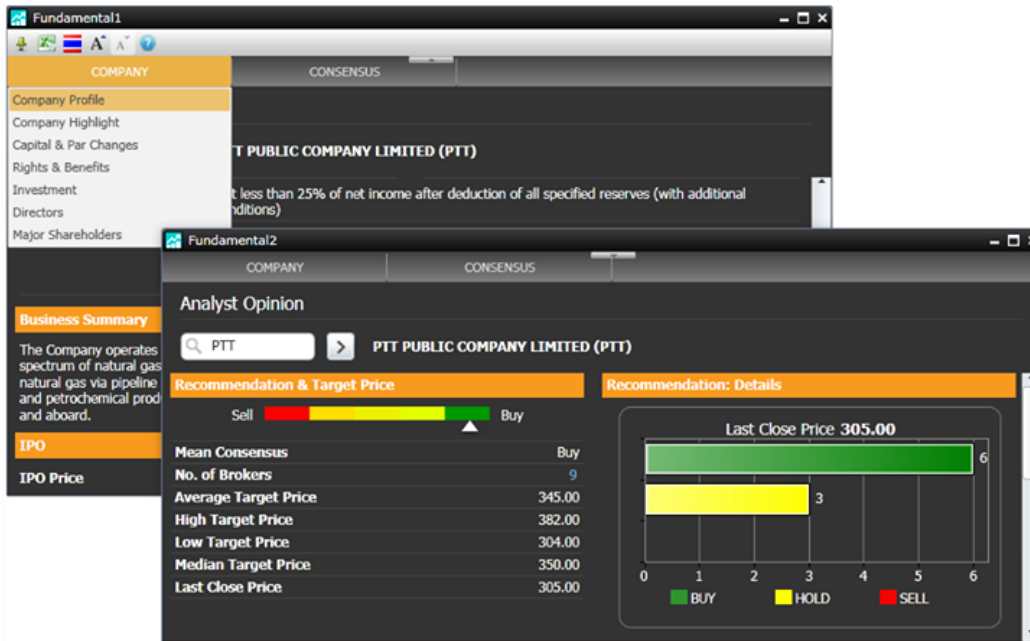 Fundamental1
A A ?
COMPANY CONSENSUS
Company Profile
Company Highlight
Capital & Par Changes
Rights & Benefits
Investment
Directors
Major Shareholders
T PUBLIC COMPANY LIMITED (PTT)
t less than 25% of net income after deduction of all specified reserves (with additional
nditions)
Business Summary
The Company operates
spectrum of natural gas
natural gas via pipeline
and petrochemical prod
and aboard.
IPO
IPO Price
Fundamental2
COMPANY CONSENSUS
Analyst Opinion
PTT PTT PUBLIC COMPANY LIMITED (PTT)
Recommendation & Target Price
Sell Buy
Mean Consensus Buy
No. of Brokers 9
Average Target Price 345.00
High Target Price 382.00
Low Target Price 304.00
Median Target Price 350.00
Last Close Price 305.00
Recommendation: Details
Last Close Price 305.00
6
3
0 1 2 3 4 5 6
BUY HOLD SELL